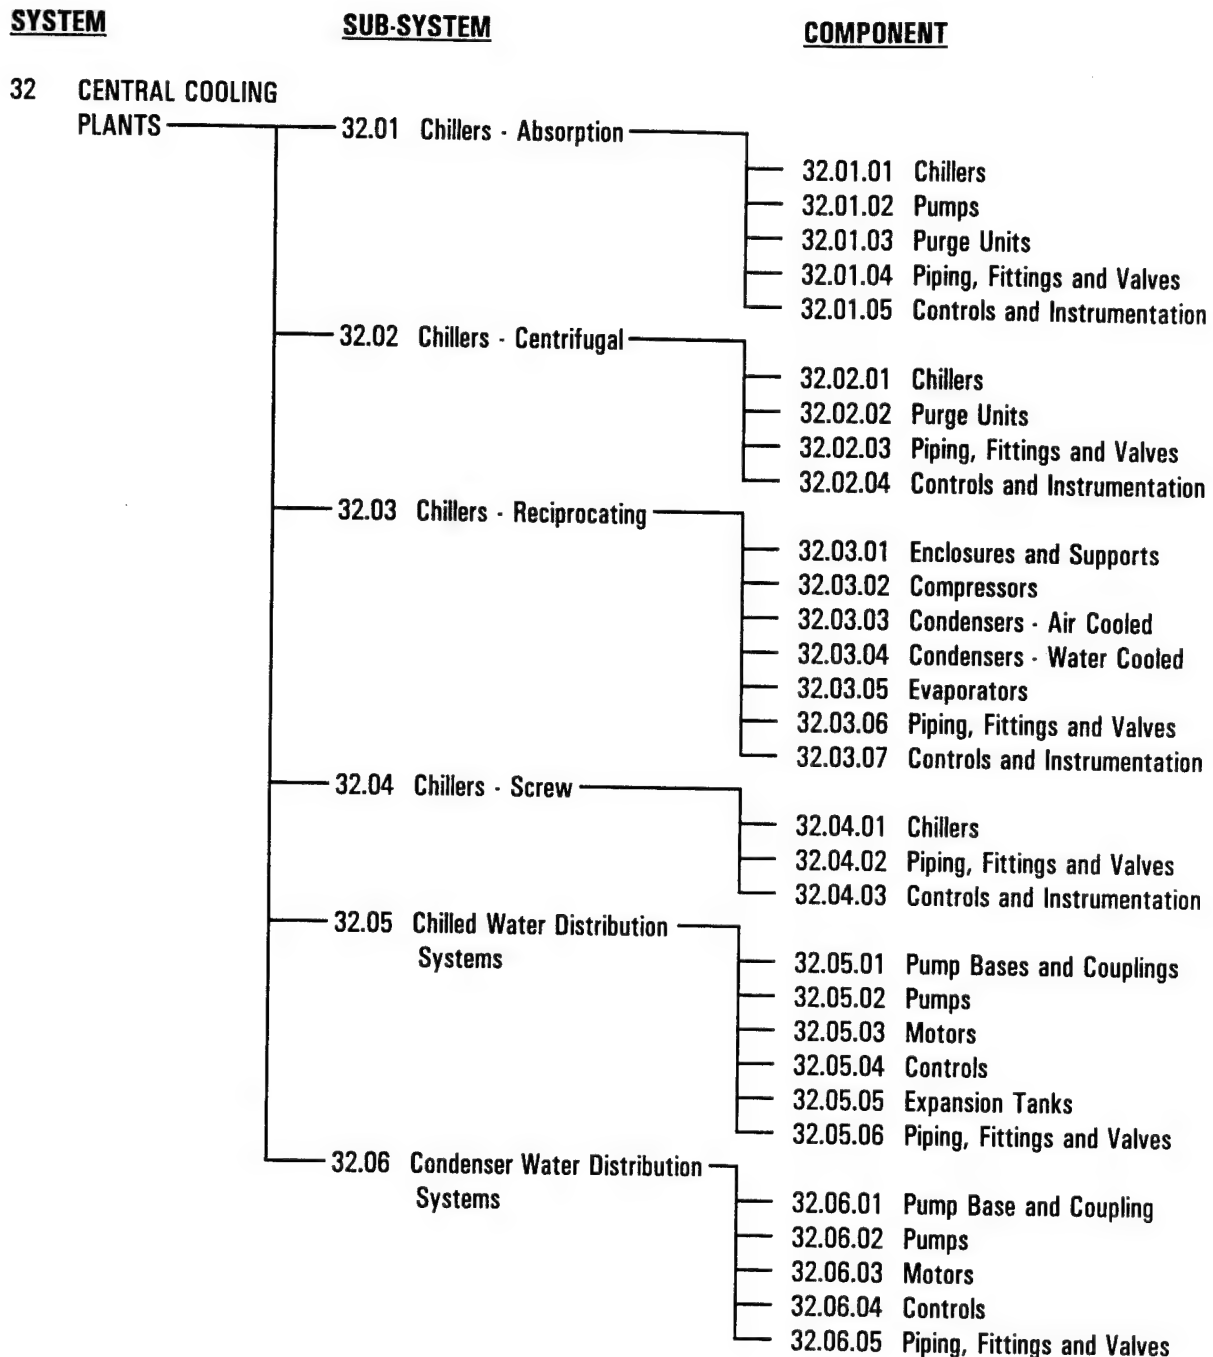 SYSTEM SUB-SYSTEM COMPONENT
32 CENTRAL COOLING
PLANTS 32.01 Chillers - Absorption
32.01.01 Chillers
32.01.02 Pumps
32.01.03 Purge Units
32.01.04 Piping, Fittings and Valves
32.01.05 Controls and Instrumentation
32.02 Chillers - Centrifugal
32.02.01 Chillers
32.02.02 Purge Units
32.02.03 Piping, Fittings and Valves
32.02.04 Controls and Instrumentation
32.03 Chillers - Reciprocating
32.03.01 Enclosures and Supports
32.03.02 Compressors
32.03.03 Condensers - Air Cooled
32.03.04 Condensers - Water Cooled
32.03.05 Evaporators
32.03.06 Piping, Fittings and Valves
32.03.07 Controls and Instrumentation
32.04 Chillers - Screw
32.04.01 Chillers
32.04.02 Piping, Fittings and Valves
32.04.03 Controls and Instrumentation
32.05 Chilled Water Distribution
Systems
32.05.01 Pump Bases and Couplings
32.05.02 Pumps
32.05.03 Motors
32.05.04 Controls
32.05.05 Expansion Tanks
32.05.06 Piping, Fittings and Valves
32.06 Condenser Water Distribution
Systems
32.06.01 Pump Base and Coupling
32.06.02 Pumps
32.06.03 Motors
32.06.04 Controls
32.06.05 Piping, Fittings and Valves